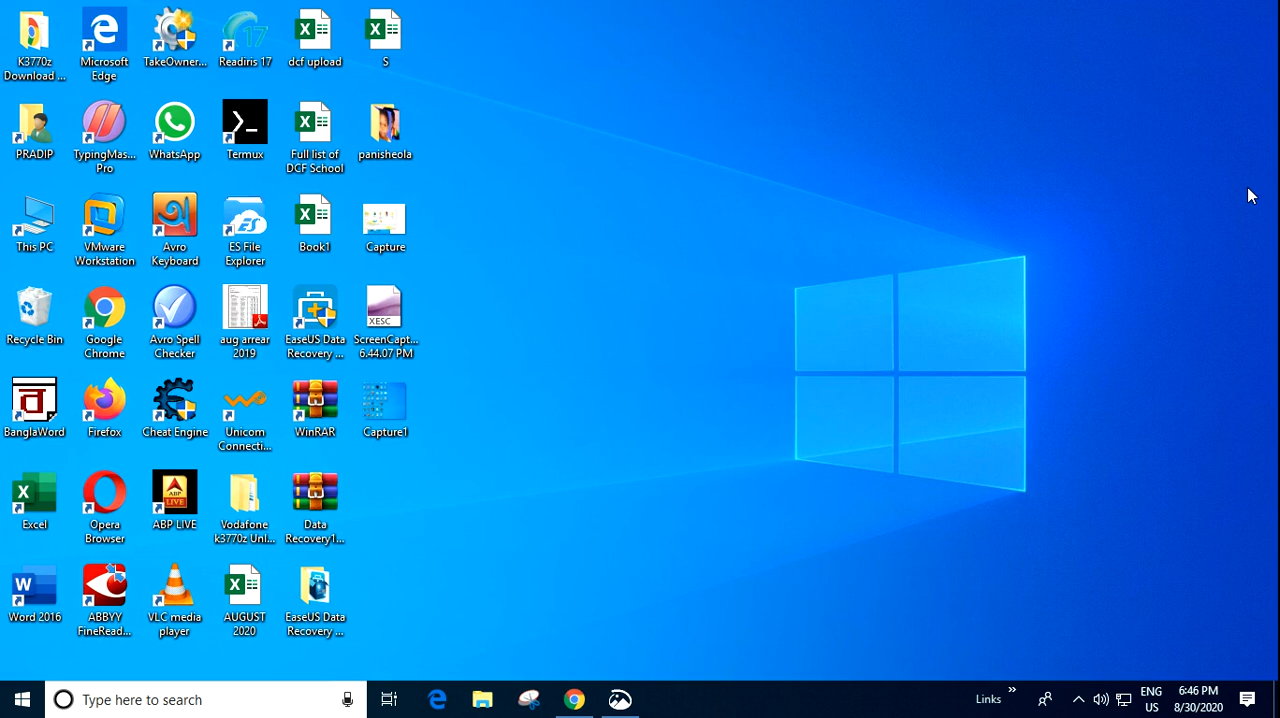 K3770z
Download ...
Microsoft
Edge
TakeOwner...
Readiris 17
dcf upload
S
PRADIP
TypingMas...
Pro
WhatsApp
Termux
Full list of
DCF School
panisheola
This PC
VMware
Workstation
Avro
Keyboard
ES File
Explorer
Book1
Capture
Recycle Bin
Google
Chrome
Avro Spell
Checker
aug arrear
2019
EaseUS Data
Recovery ...
XESC
ScreenCapt...
6.44.07 PM
BanglaWord
Firefox
Cheat Engine
Unicom
Connecti...
WinRAR
Capture1
Excel
Opera
Browser
ABP
LIVE
ABP LIVE
Vodafone
k3770z Unl...
Data
Recovery1...
Word 2016
ABBYY
FineRead...
VLC media
player
AUGUST
2020
EaseUS Data
Recovery ...
Type here to search
Links
ENG
US
6:46 PM
8/30/2020